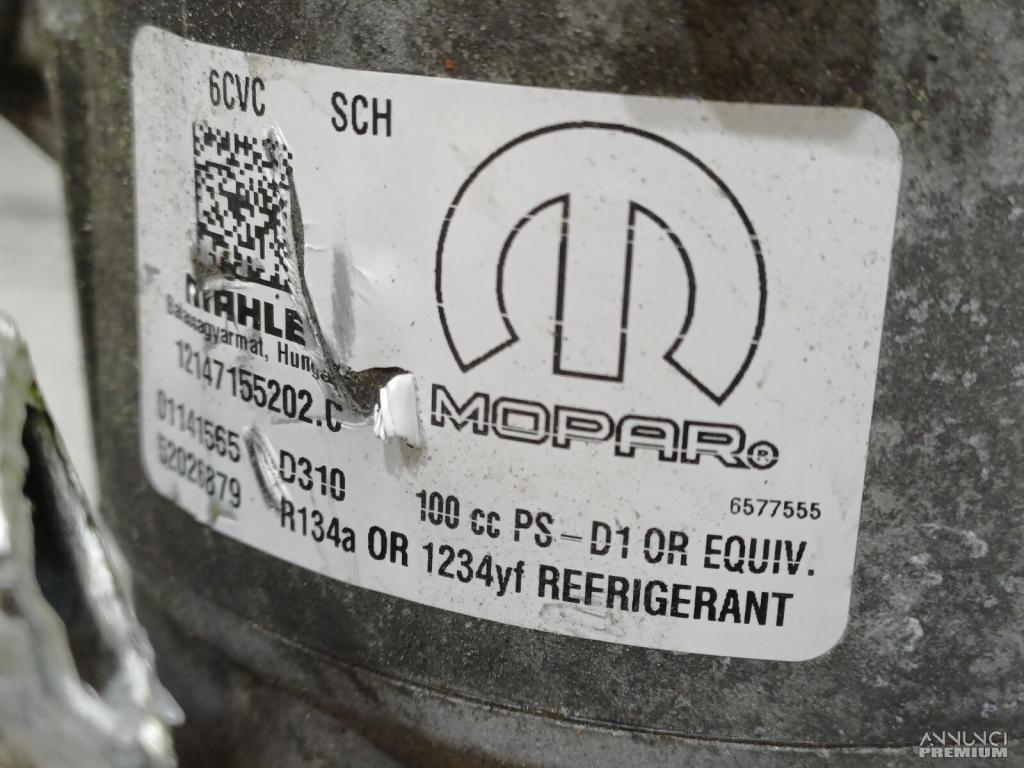 6CVC SCH
MAHLE
Balassagyarmat,
12147155202.C
01141565 D310
52026879
MOPAR®
6577555
100 cc PS-D1 OR EQUIV.
R134a OR 1234yf REFRIGERANT
ANNUNCI
PREMIUM